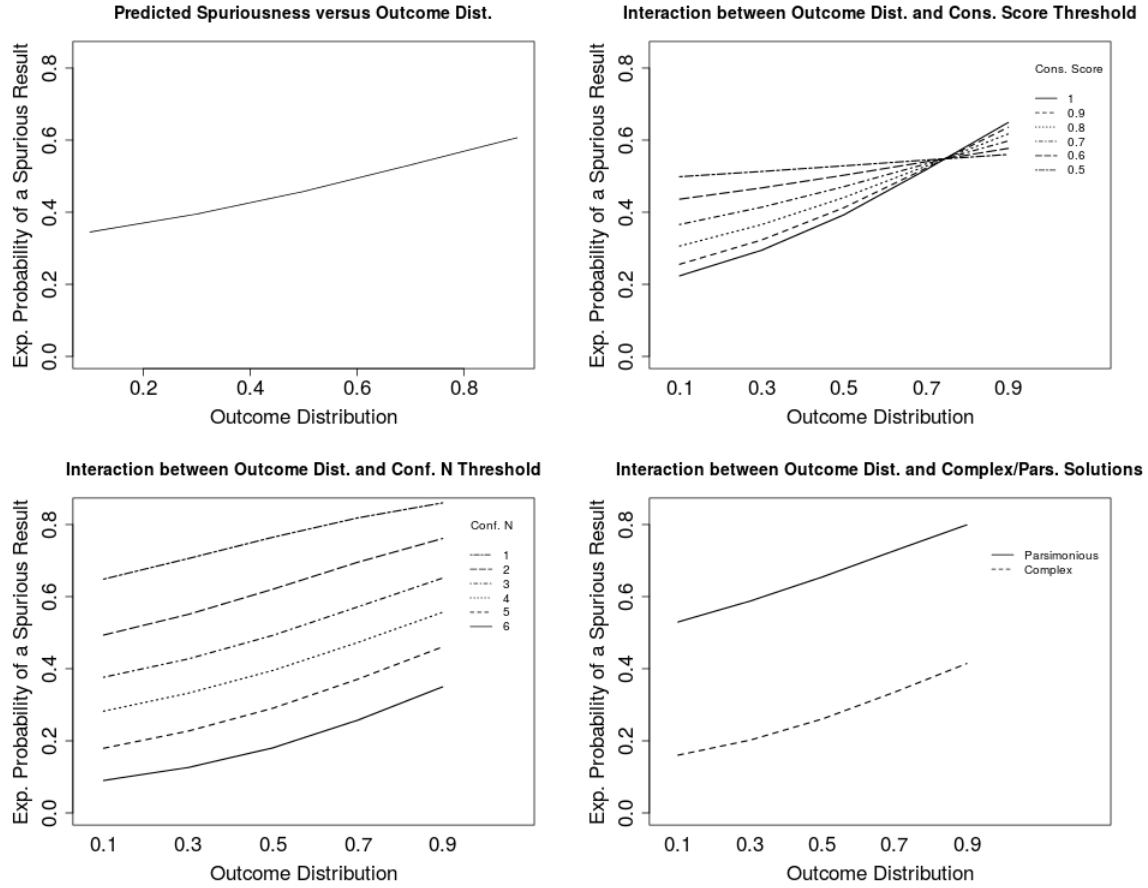 Predicted Spuriousness versus Outcome Dist.
Exp. Probability of a Spurious Result
0.8
0.6
0.4
0.2
0.0
0.2 0.4 0.6 0.8
Outcome Distribution
Interaction between Outcome Dist. and Cons. Score Threshold
Exp. Probability of a Spurious Result
0.8
0.6
0.4
0.2
0.0
Cons. Score
1
0.9
0.8
0.7
0.6
0.5
0.1 0.3 0.5 0.7 0.9
Outcome Distribution
Interaction between Outcome Dist. and Conf. N Threshold
Exp. Probability of a Spurious Result
0.8
0.6
0.4
0.2
0.0
Conf. N
1
2
3
4
5
6
0.1 0.3 0.5 0.7 0.9
Outcome Distribution
Interaction between Outcome Dist. and Complex/Pars. Solutions
Exp. Probability of a Spurious Result
0.8
0.6
0.4
0.2
0.0
Parsimonious
Complex
0.1 0.3 0.5 0.7 0.9
Outcome Distribution